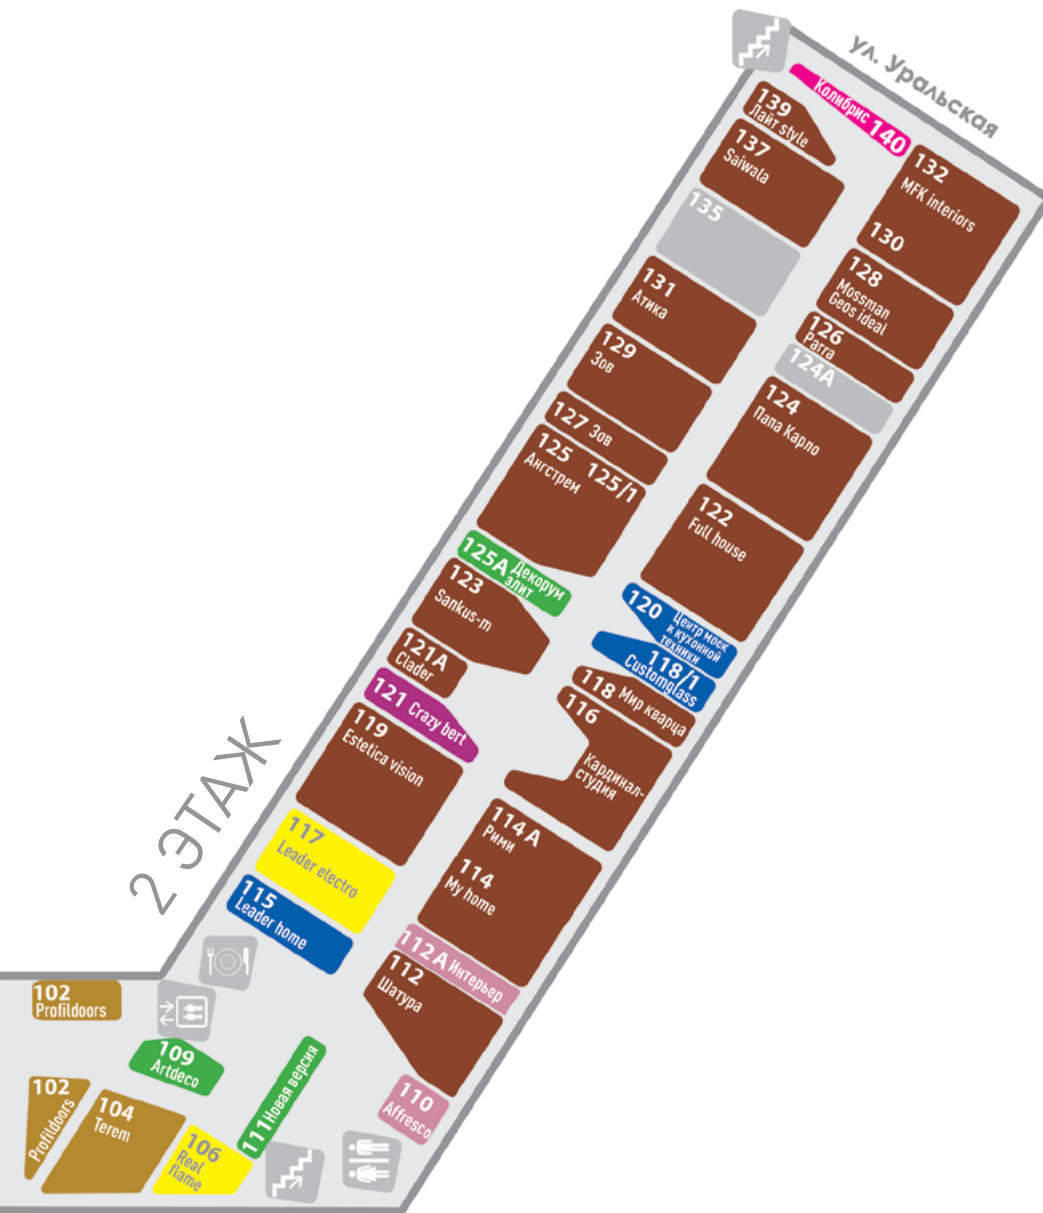 ул. Уральская
Колибрис 140
139
Лайт style
137
Saiwala
135
132
MFK interiors
130
131
Атика
128
Mossman
Geos ideal
129
Зов
126
Parra
124A
127 Зов
124
Папа Карло
125 125/1
Ангстрем
122
Full house
125A Декорум
элит
123
Sankus-m
120 Центр моек
и кухонной
техники
118/1
Customglass
121A
Clader
118 Мир кварца
121 Crazy bert
116
Кардинал-
студия
119
Estetica vision
2 ЭТАЖ
114A
Рими
114
My home
117
Leader electro
115
Leader home
112A Интерьер
112
Шатура
102
Profildoors
109
Artdeco
111 Новая версия
110
Affresco
102
Profildoors
104
Terem
106
Real
flame